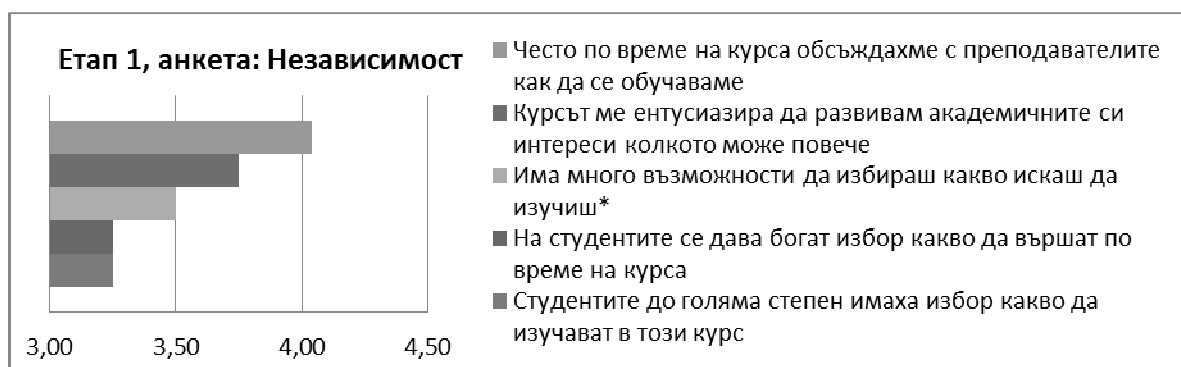 Етап 1, анкета: Независимост
3,00 3,50 4,00 4,50
Често по време на курса обсъждахме с преподавателите
как да се обучаваме
Курсът ме ентусиазира да развивам академичните си
интереси колкото може повече
Има много възможности да избираш какво искаш да
изучиш*
На студентите се дава богат избор какво да вършат по
време на курса
Студентите до голяма степен имаха избор какво да
изучават в този курс